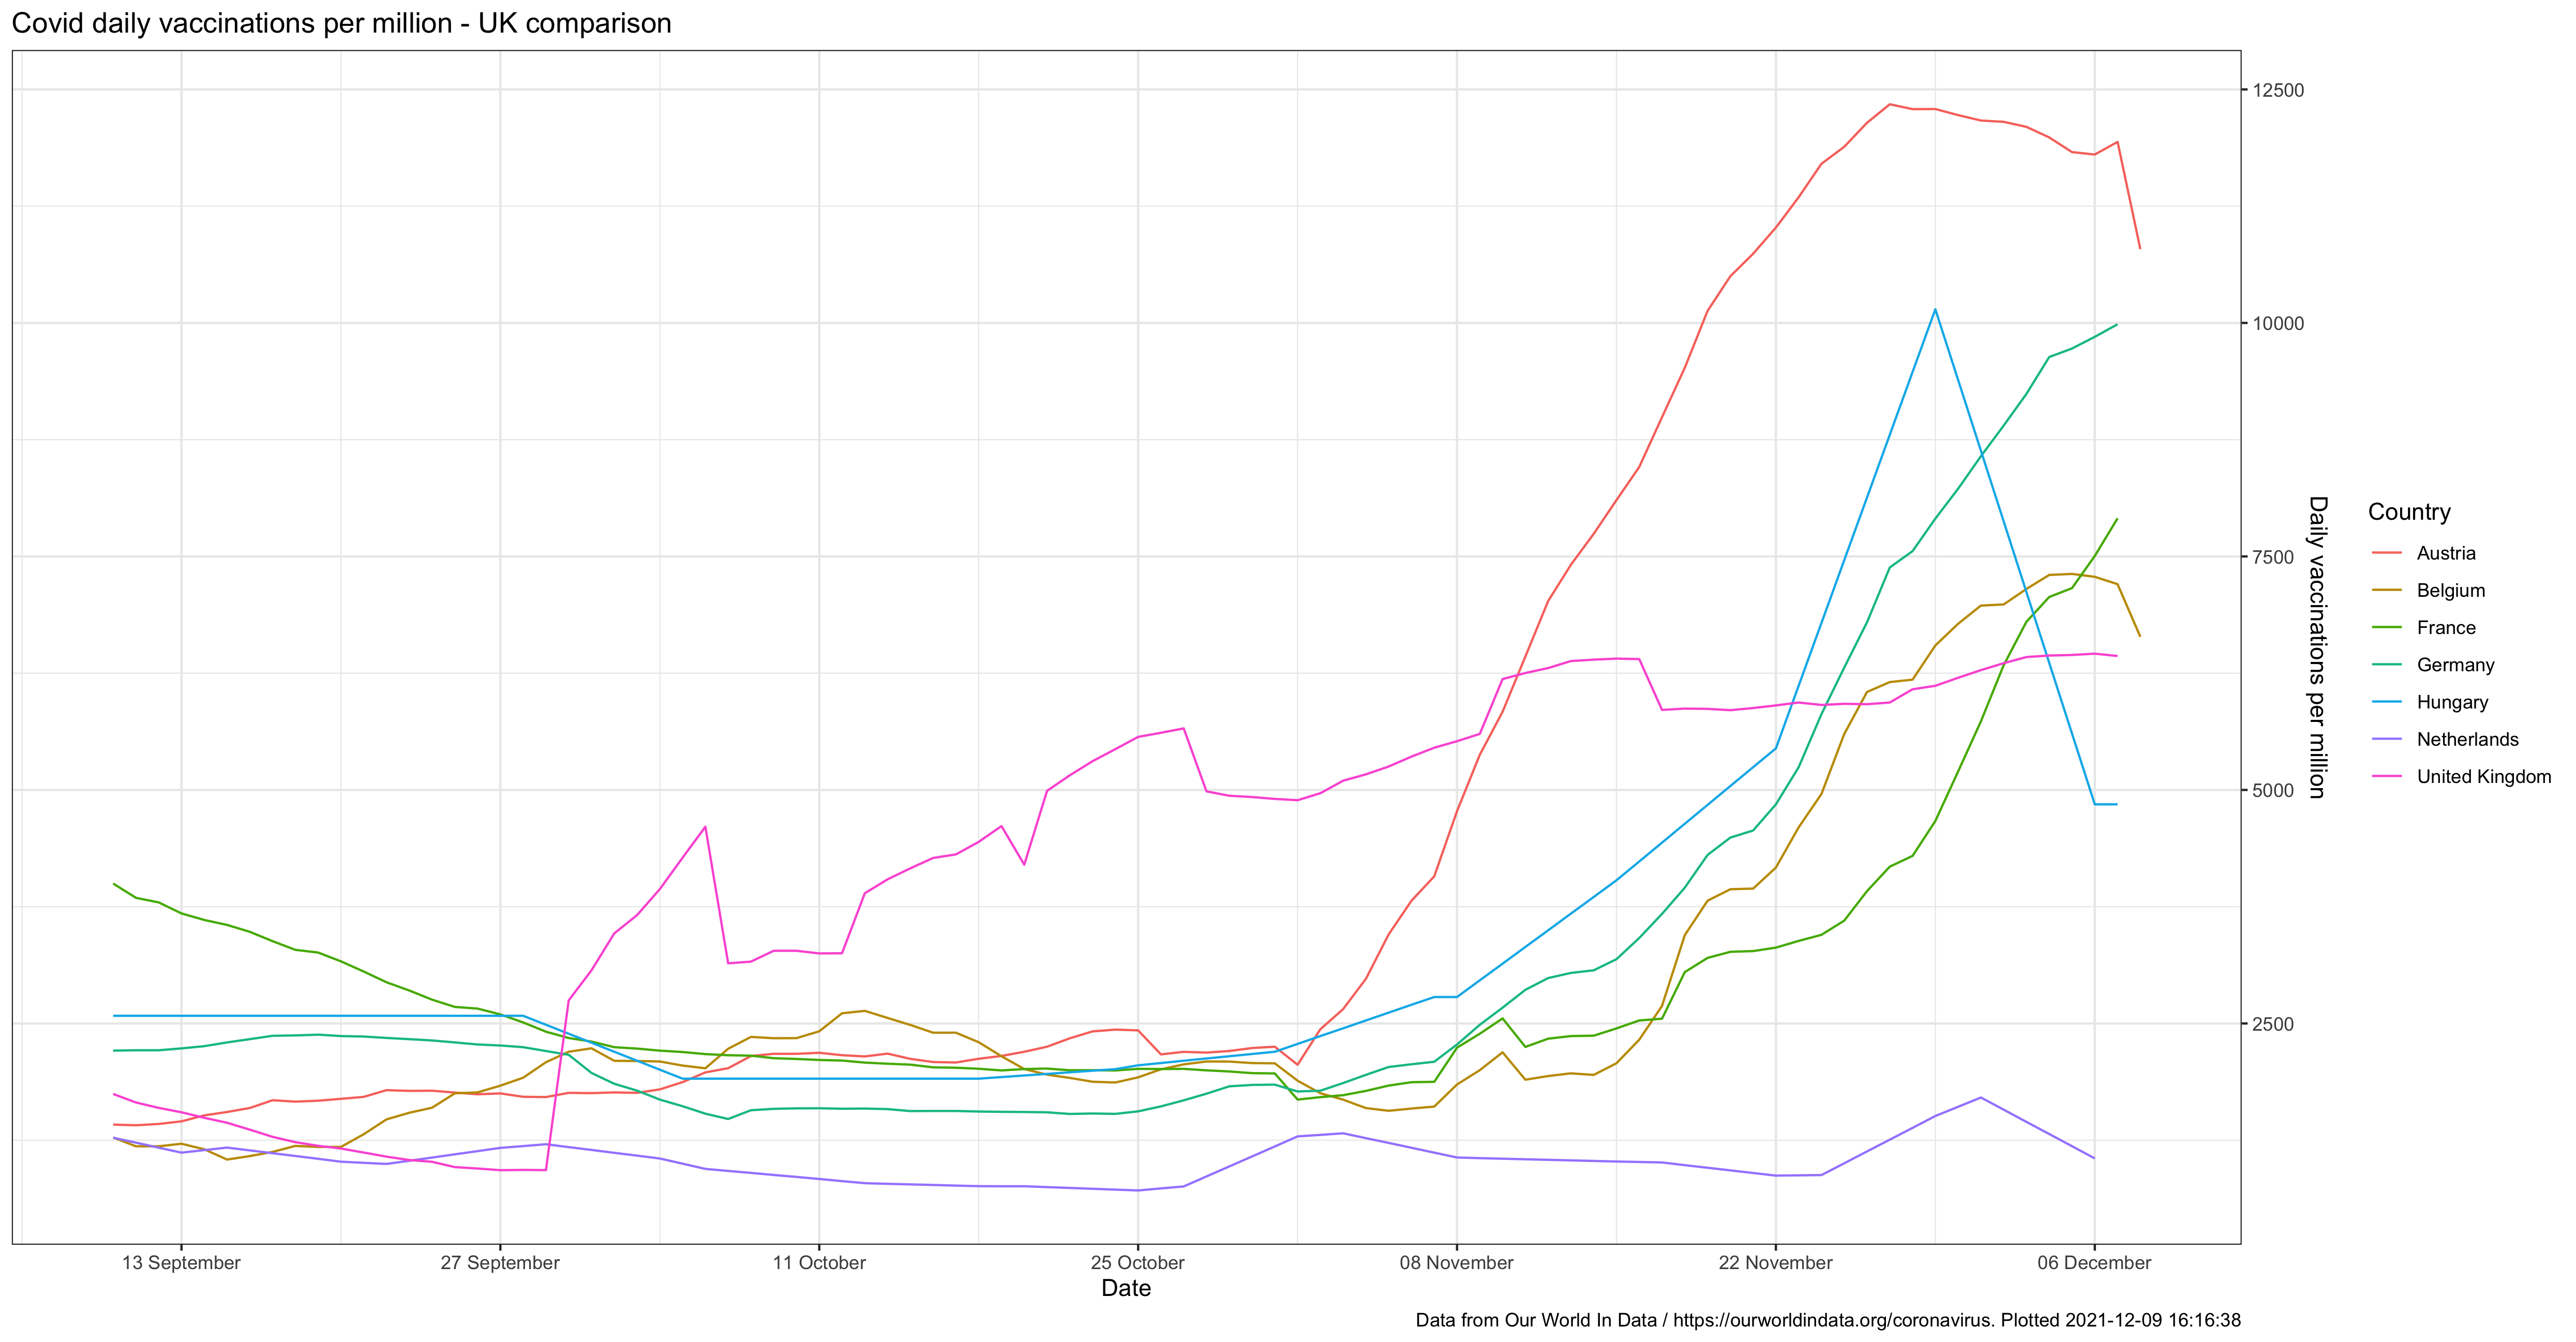 Covid daily vaccinations per million - UK comparison
12500
10000
7500
5000
2500
Daily vaccinations per million
Country
Austria
Belgium
France
Germany
Hungary
Netherlands
United Kingdom
13 September
27 September
11 October
25 October
08 November
22 November
06 December
Date
Data from Our World In Data / https://ourworldindata.org/coronavirus. Plotted 2021-12-09 16:16:38